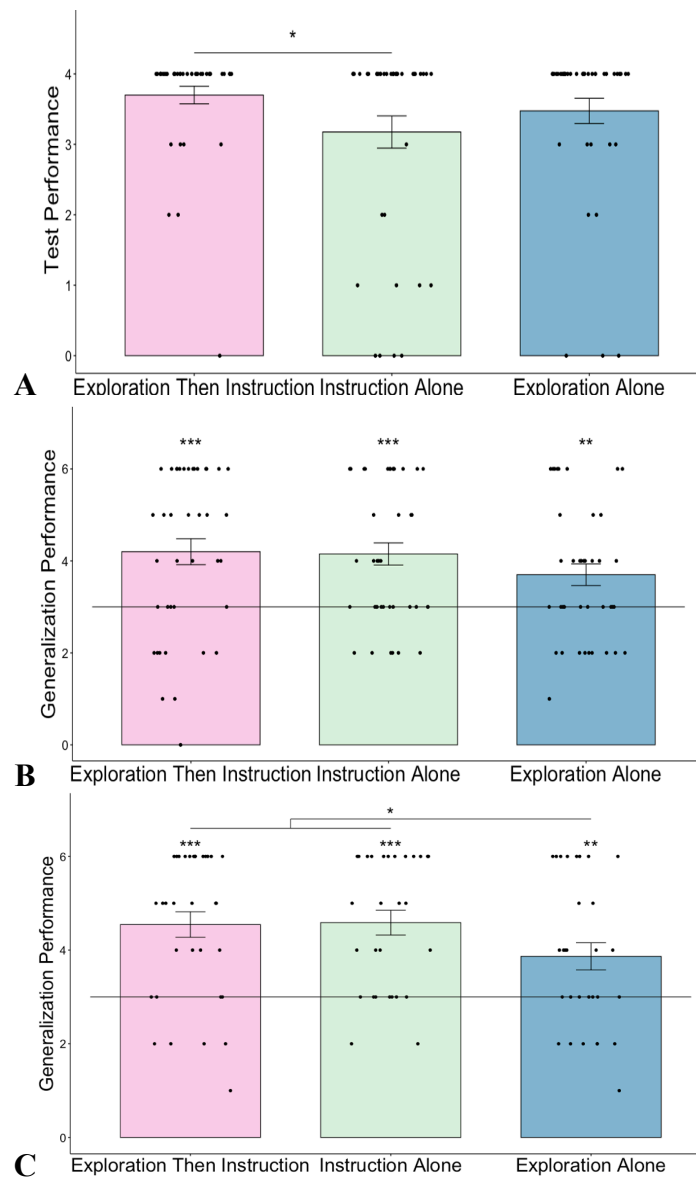 *
Test Performance
4
3
2
1
0
A
Exploration Then Instruction Instruction Alone Exploration Alone
*** *** **
Generalization Performance
6
4
2
0
B
Exploration Then Instruction Instruction Alone Exploration Alone
*
*** *** **
Generalization Performance
6
4
2
0
C
Exploration Then Instruction Instruction Alone Exploration Alone